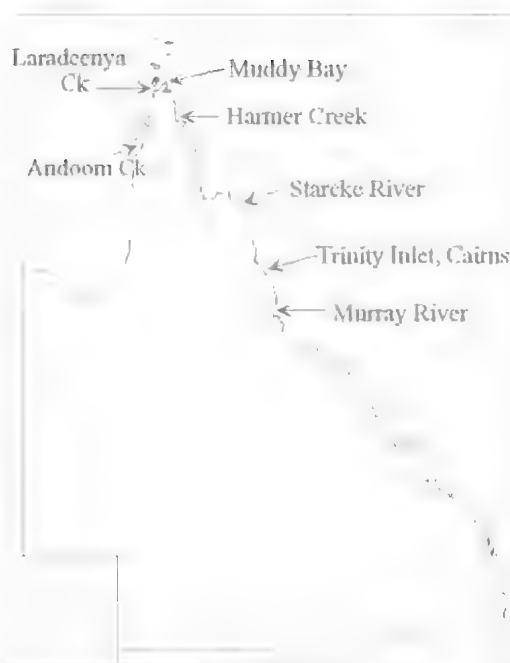 Laradeenya
Ck
Muddy Bay
Harmer Creek
Andoom Ck
Starcke River
Trinity Inlet, Cairns
Murray River